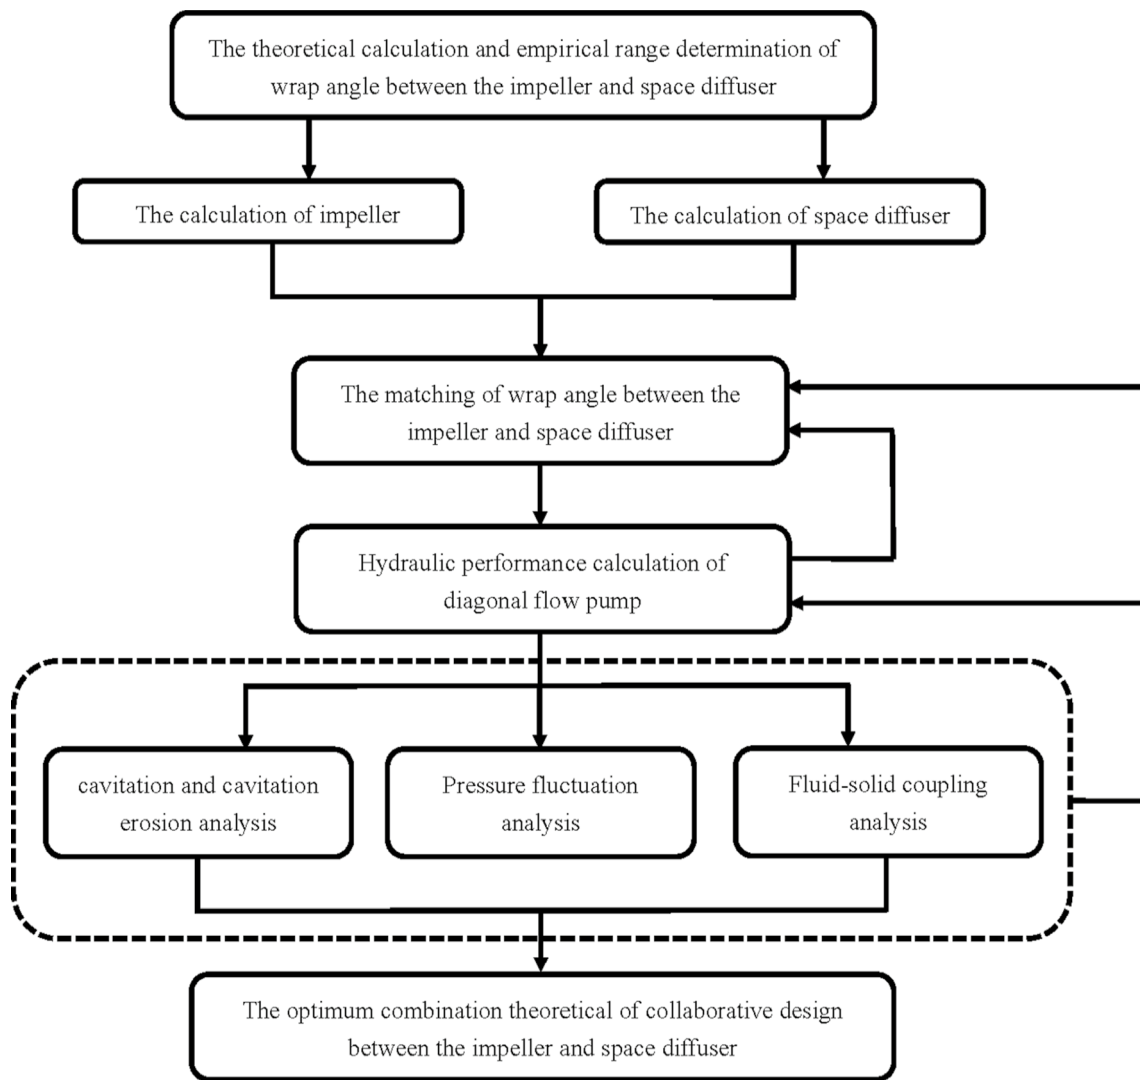 The theoretical calculation and empirical range determination of
wrap angle between the impeller and space diffuser
The calculation of impeller
The calculation of space diffuser
The matching of wrap angle between the
impeller and space diffuser
Hydraulic performance calculation of
diagonal flow pump
cavitation and cavitation
erosion analysis
Pressure fluctuation
analysis
Fluid-solid coupling
analysis
The optimum combination theoretical of collaborative design
between the impeller and space diffuser